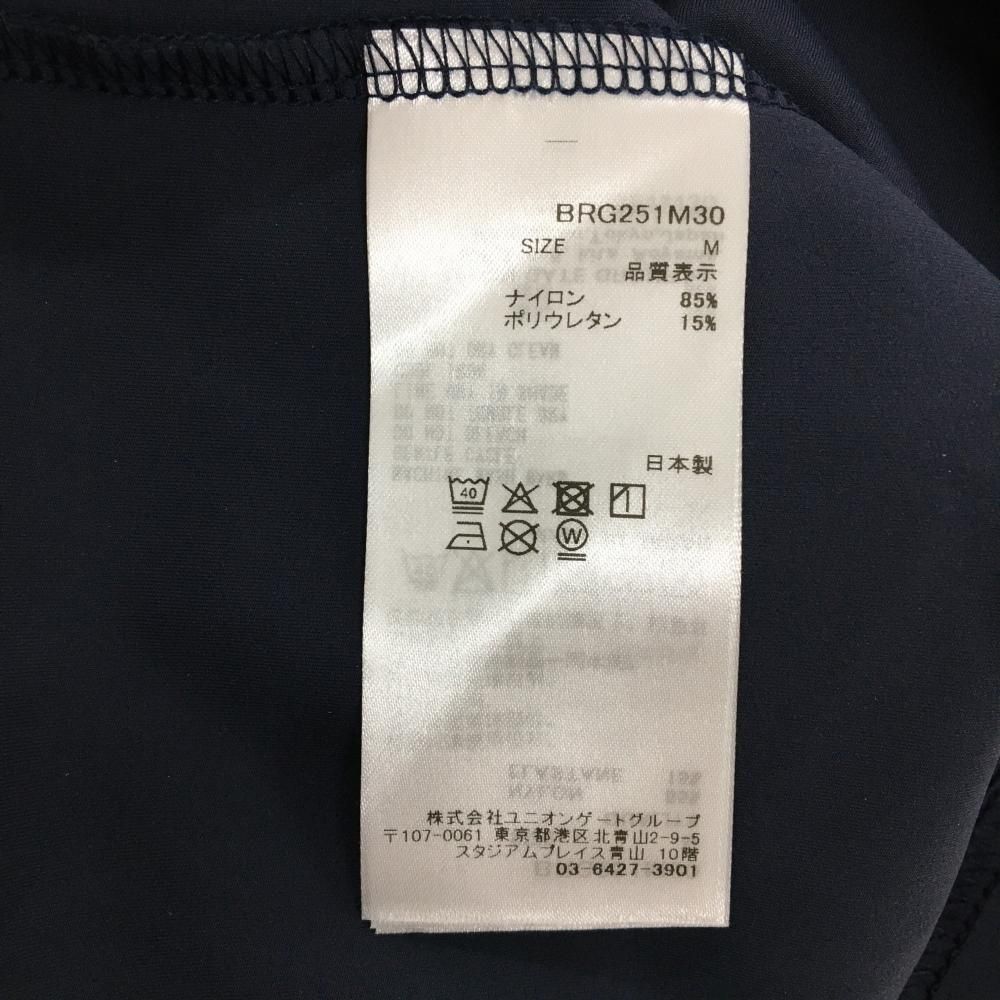 BRG251M30
SIZE M
品質表示
ナイロン 85%
ポリウレタン 15%
日本製
40
W
株式会社ユニオンゲートグループ
〒107-0061 東京都港区北青山2-9-5
スタジアムプレイス青山 10階
03-6427-3901